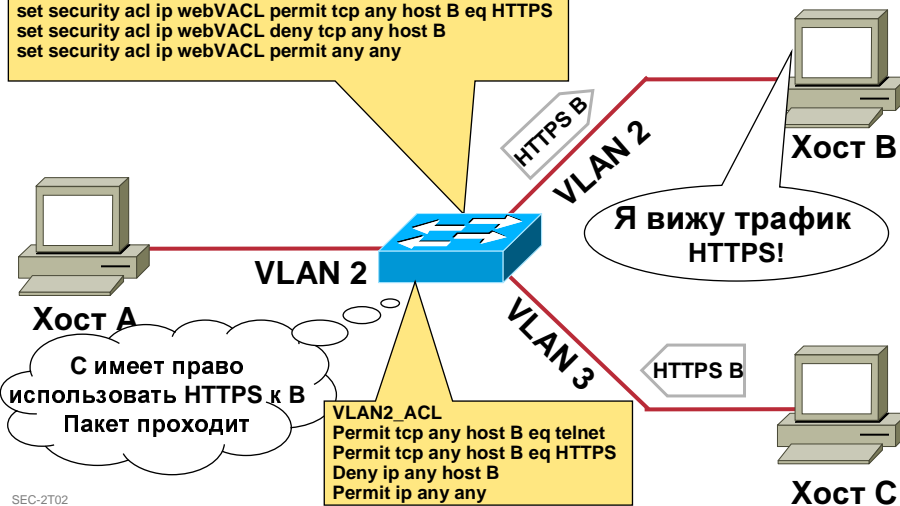 set security acl ip webVACL permit tcp any host B eq HTTPS
set security acl ip webVACL deny tcp any host B
set security acl ip webVACL permit any any
HTTPS B
VLAN 2
Хост B
Я вижу трафик
HTTPS!
VLAN 2
Хост А
VLAN 3
HTTPS B
С имеет право
использовать HTTPS к В
Пакет проходит
VLAN2_ACL
Permit tcp any host B eq telnet
Permit tcp any host B eq HTTPS
Deny ip any host B
Permit ip any any
Хост C
SEC-2T02